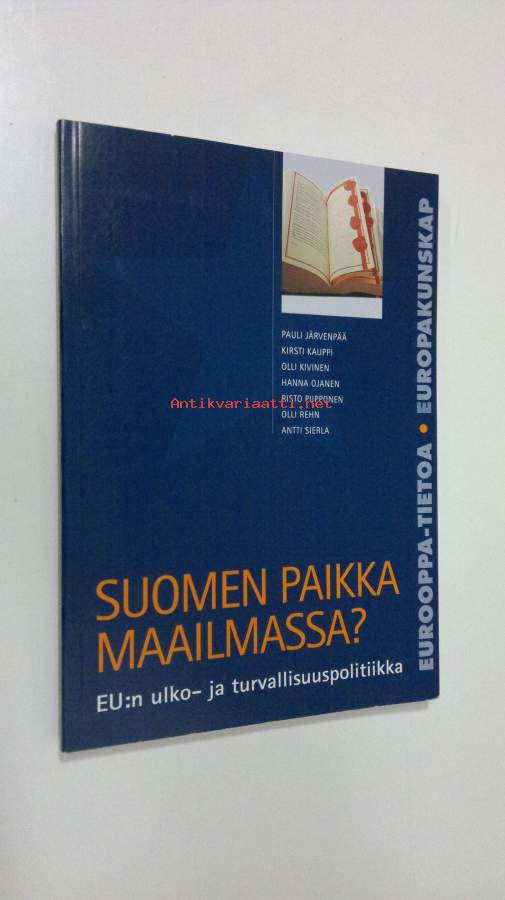 PAULI JÄRVENPÄÄ
KIRSTI KAUPPI
OLLI KIVINEN
HANNA OJANEN
RISTO PIIPPONEN
OLLI REHN
ANTTI SIERLA
Antikvariaatti.net
EUROOPPA-TIETOA • EUROPAKUNSKAP
SUOMEN PAIKKA
MAAILMASSA?
EU:n ulko- ja turvallisuuspolitiikka